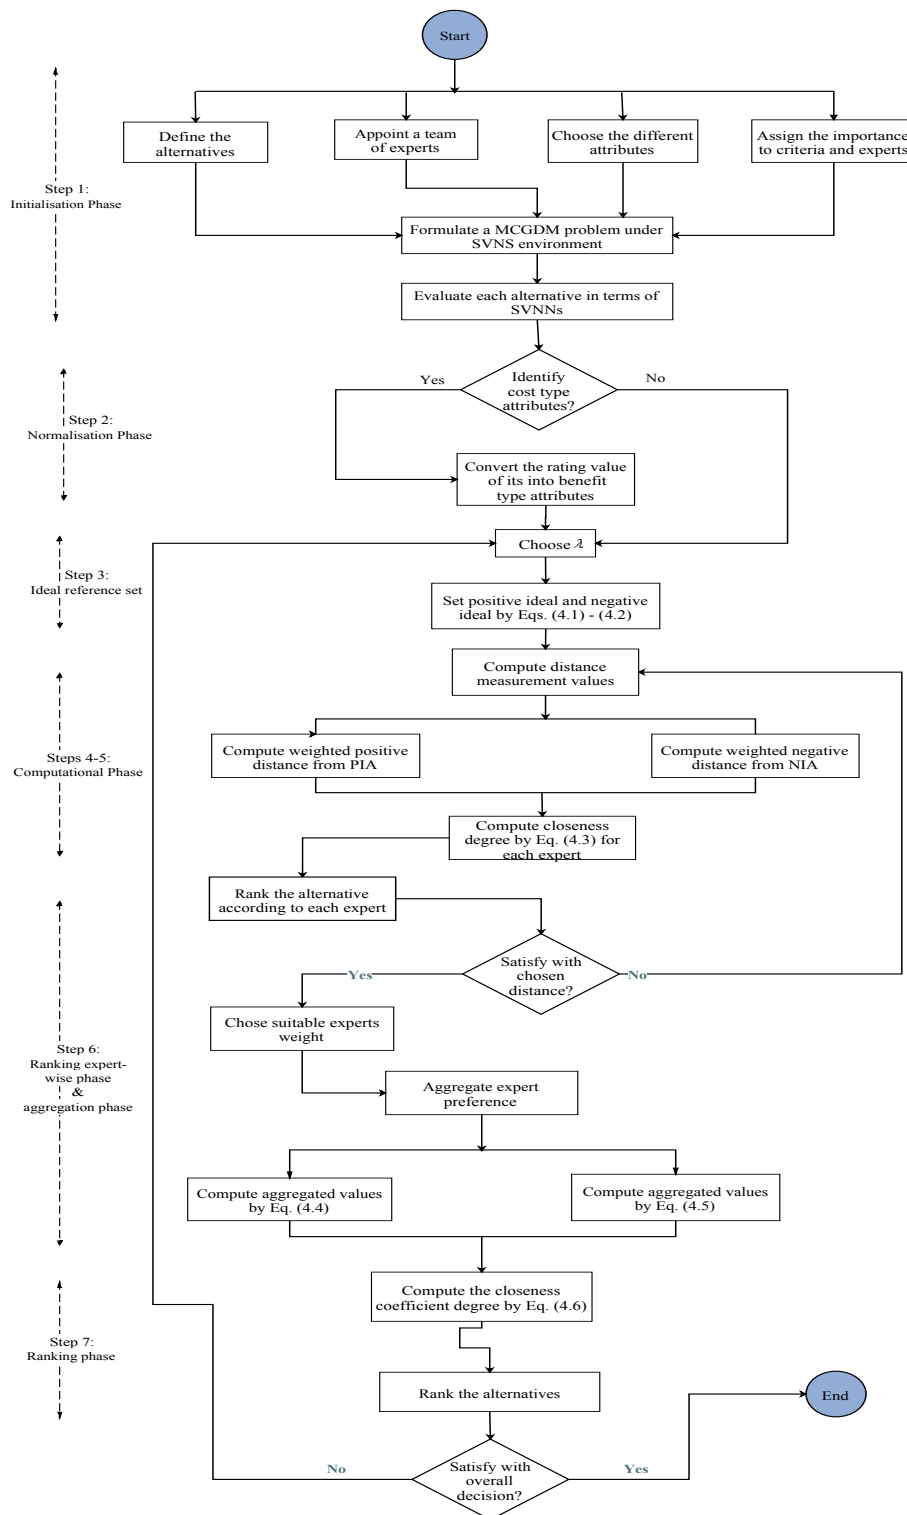 Start
Define the
alternatives
Appoint a team
of experts
Choose the different
attributes
Assign the importance
to criteria and experts
Step 1:
Initialisation Phase
Formulate a MCGDM problem under
SVNS environment
Evaluate each alternative in terms of
SVNNs
Identify
cost type
attributes?
Yes
No
Step 2:
Normalisation Phase
Convert the rating value
of its into benefit
type attributes
Choose λ
Step 3:
Ideal reference set
Set positive ideal and negative
ideal by Eqs. (4.1) - (4.2)
Compute distance
measurement values
Steps 4-5:
Computational Phase
Compute weighted positive
distance from PIA
Compute weighted negative
distance from NIA
Compute closeness
degree by Eq. (4.3) for
each expert
Rank the alternative
according to each expert
Satisfy with
chosen
distance?
Yes
No
Chose suitable experts
weight
Step 6:
Ranking expert-
wise phase
&
aggregation phase
Aggregate expert
preference
Compute aggregated values
by Eq. (4.4)
Compute aggregated values
by Eq. (4.5)
Compute the closeness
coefficient degree by Eq. (4.6)
Step 7:
Ranking phase
Rank the alternatives
End
Satisfy with
overall
decision?
No
Yes